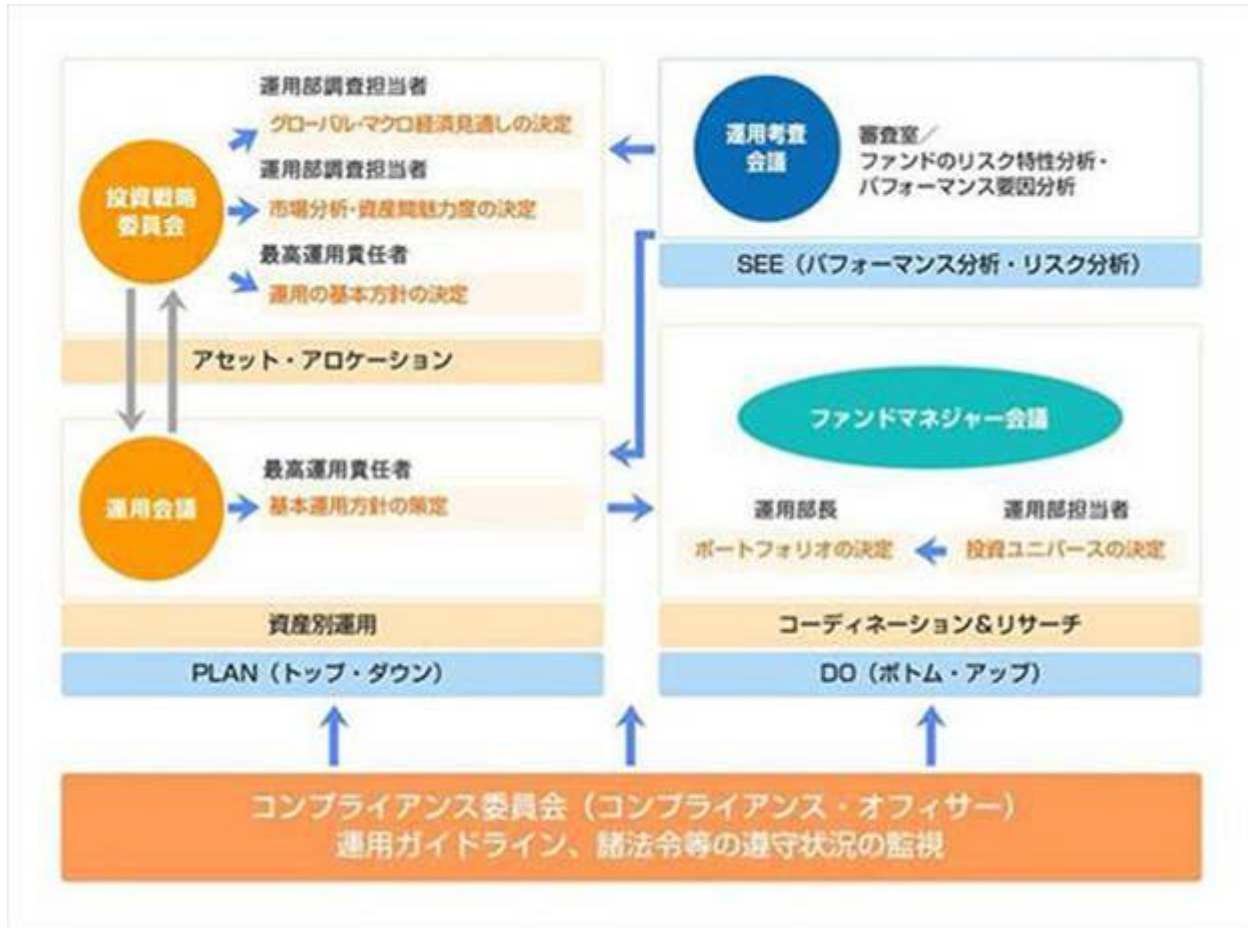 運用部調査担当者
グローバル・マクロ経済見通しの決定
投資戦略
委員会
運用部調査担当者
市場分析・資産間魅力度の決定
最高運用責任者
運用の基本方針の決定
アセット・アロケーション
運用考査
会議
審査室／
ファンドのリスク特性分析・
パフォーマンス要因分析
SEE（パフォーマンス分析・リスク分析）
運用会議
最高運用責任者
基本運用方針の策定
資産別運用
PLAN（トップ・ダウン）
ファンドマネジャー会議
運用部長
ポートフォリオの決定
運用部担当者
投資ユニバースの決定
コーディネーション＆リサーチ
DO（ボトム・アップ）
コンプライアンス委員会（コンプライアンス・オフィサー）
運用ガイドライン、諸法令等の遵守状況の監視